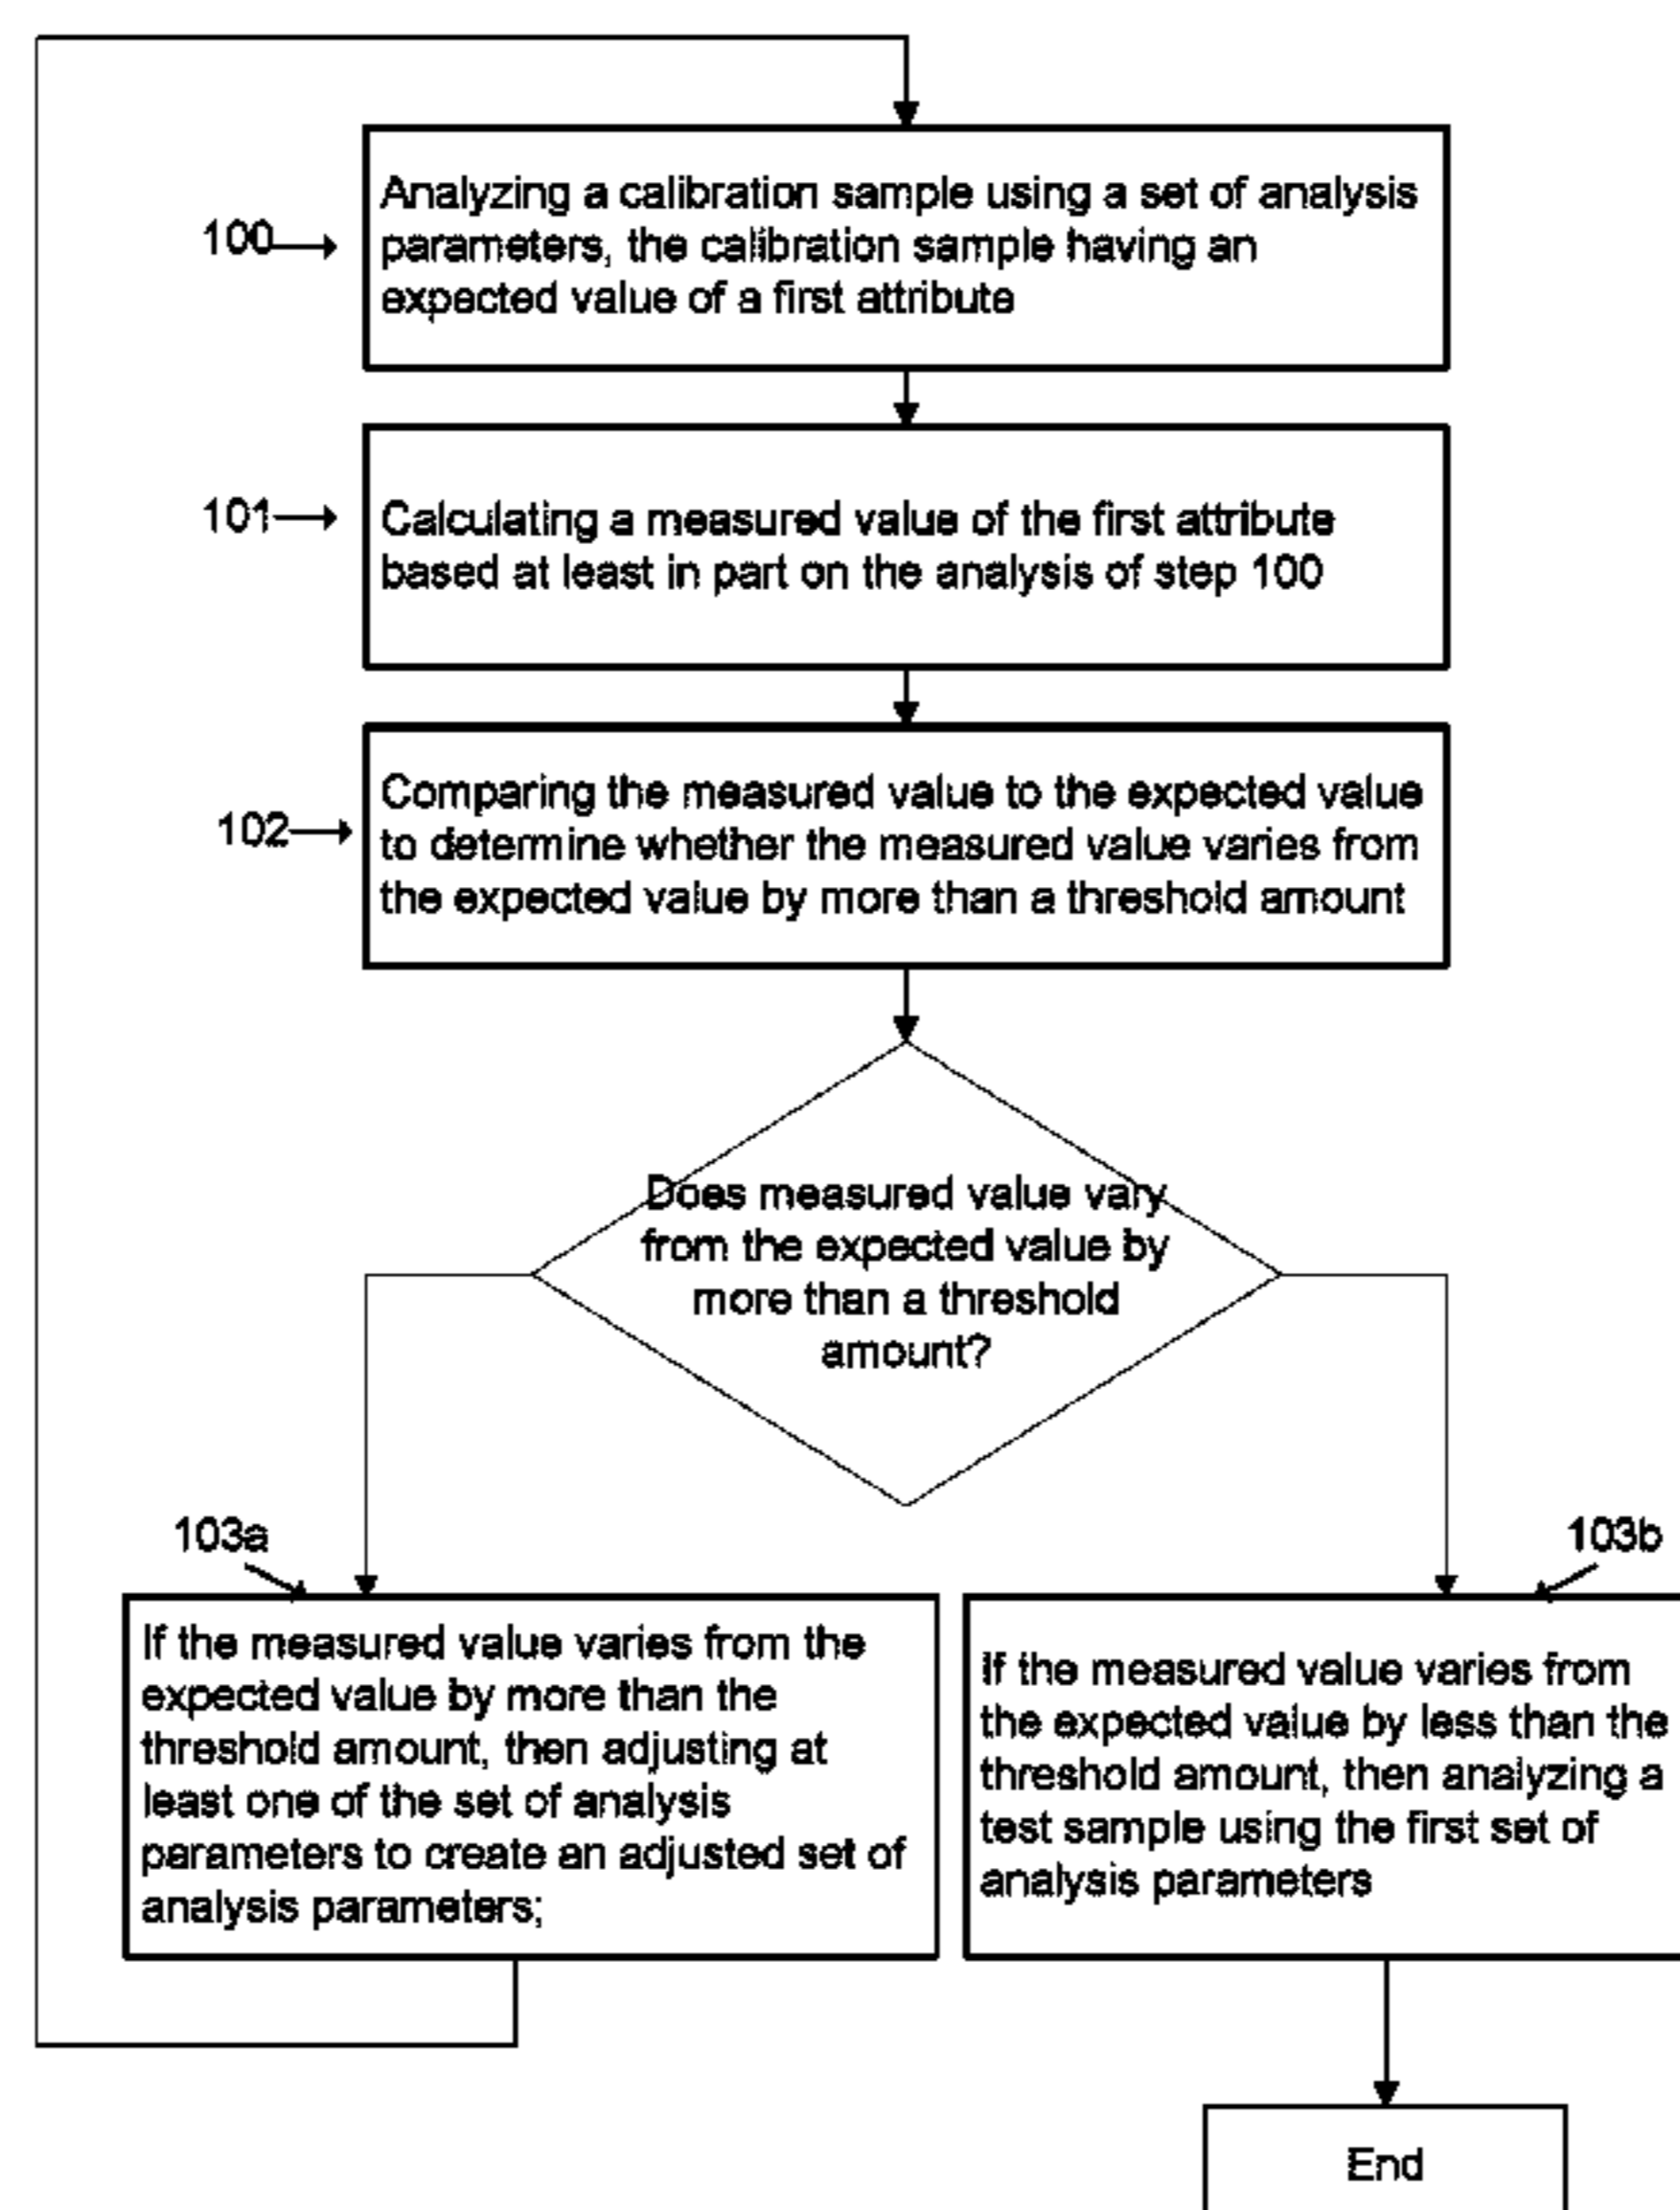 100
Analyzing a calibration sample using a set of analysis
parameters, the calibration sample having an
expected value of a first attribute
101
Calculating a measured value of the first attribute
based at least in part on the analysis of step 100
102
Comparing the measured value to the expected value
to determine whether the measured value varies from
the expected value by more than a threshold amount
Does measured value vary
from the expected value by
more than a threshold
amount?
103a
If the measured value varies from the
expected value by more than the
threshold amount, then adjusting at
least one of the set of analysis
parameters to create an adjusted set of
analysis parameters;
103b
If the measured value varies from
the expected value by less than the
threshold amount, then analyzing a
test sample using the first set of
analysis parameters
End